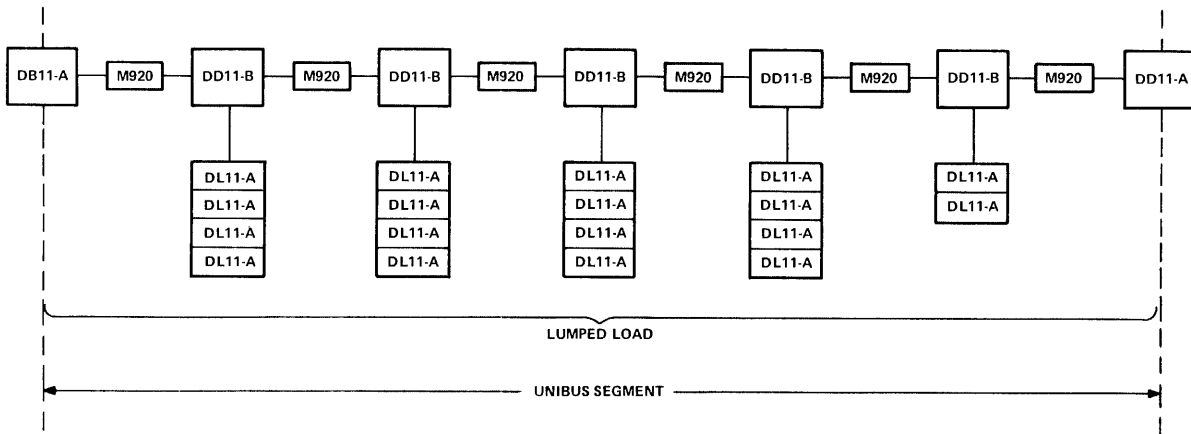 DB11-A M920 DD11-B M920 DD11-B M920 DD11-B M920 DD11-B M920 DD11-B M920 DD11-A
DL11-A DL11-A DL11-A DL11-A DL11-A
DL11-A DL11-A DL11-A DL11-A DL11-A
DL11-A DL11-A DL11-A DL11-A
DL11-A DL11-A DL11-A DL11-A
LUMPED LOAD
UNIBUS SEGMENT